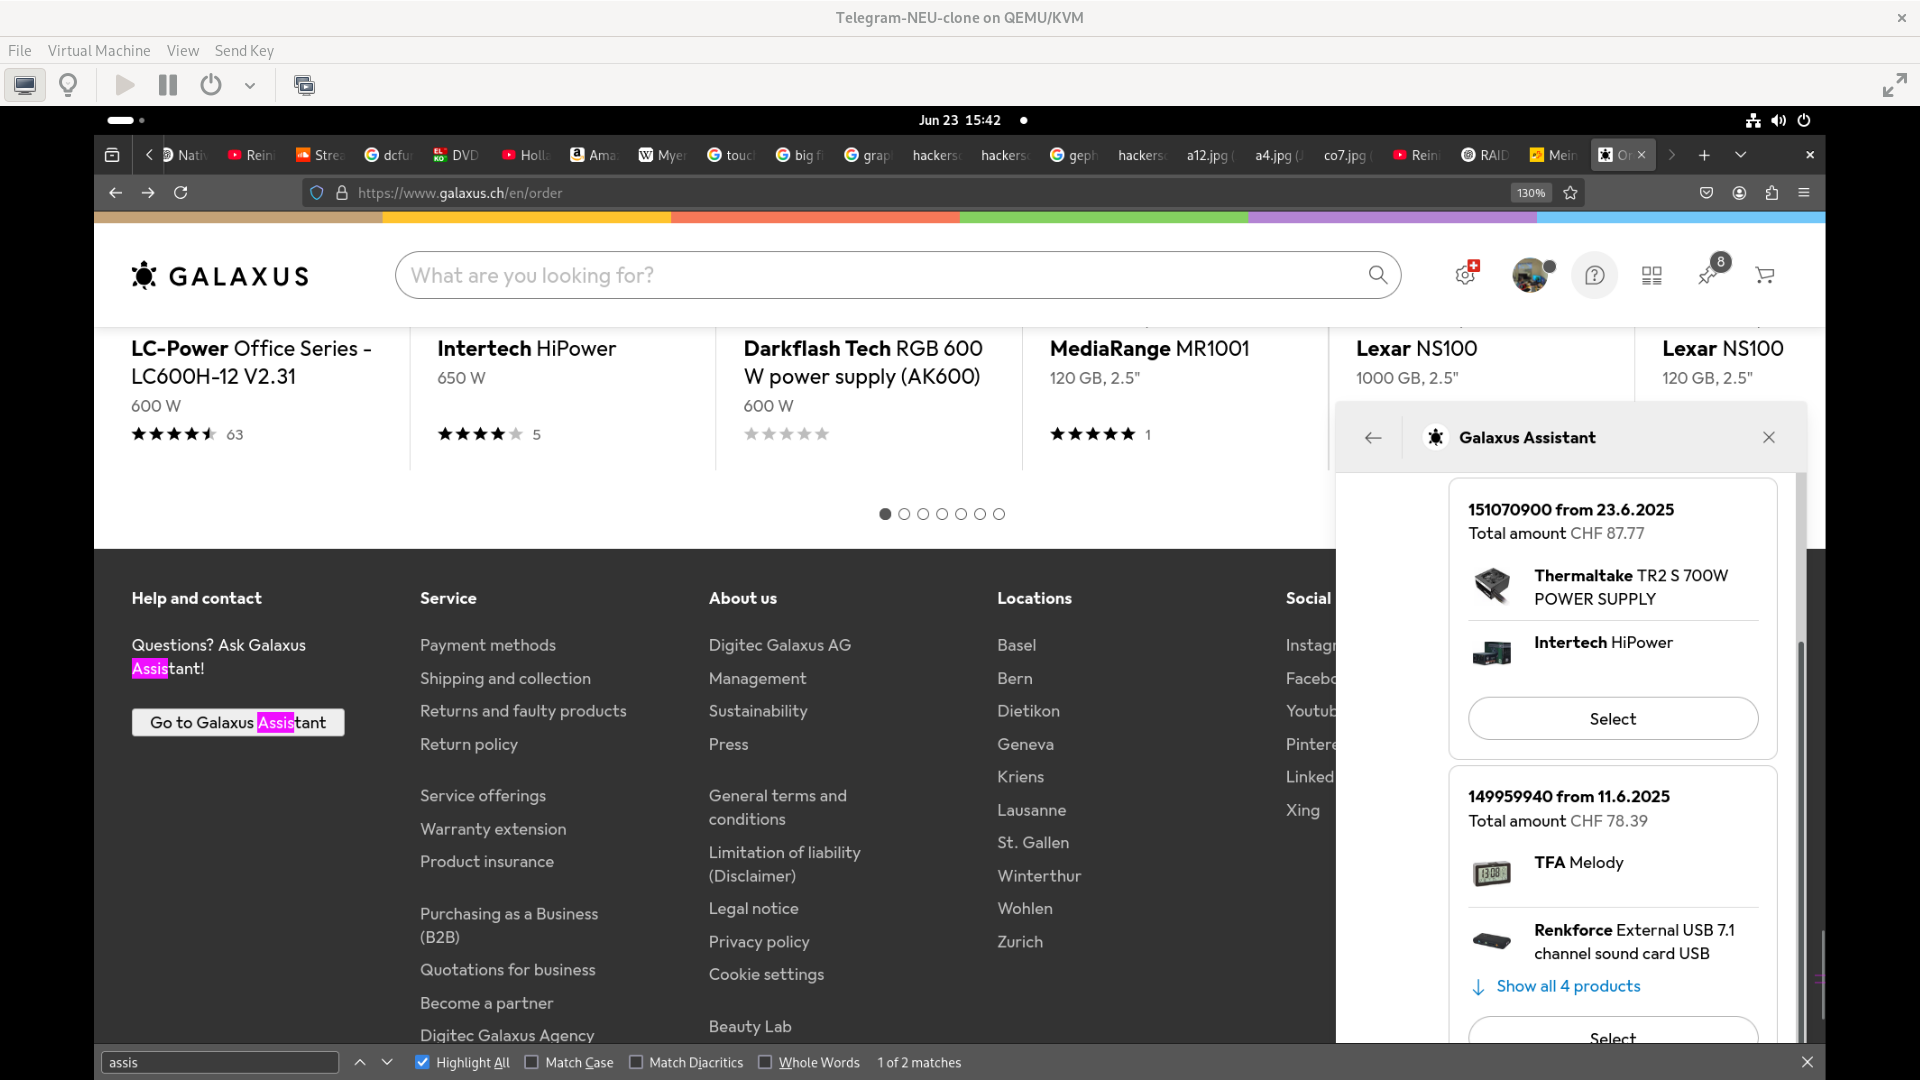 Telegram-NEU-clone on QEMU/KVM
File Virtual Machine View Send Key
Jun 23 15:42
Nativ Rein Strea dcfur DVD Holla Ama Myer touc big f grap hackers hackers geph hackers a12.jpg ( a4.jpg (J co7.jpg ( Rein RAID Mein Or
https://www.galaxus.ch/en/order 130%
GALAXUS
What are you looking for?
8
LC-Power Office Series -
LC600H-12 V2.31
600 W
63
Intertech HiPower
650 W
5
Darkflash Tech RGB 600
W power supply (AK600)
600 W
MediaRange MR1001
120 GB, 2.5"
1
Lexar NS100
1000 GB, 2.5"
Lexar NS100
120 GB, 2.5"
Help and contact
Questions? Ask Galaxus
Assistant!
Go to Galaxus Assistant
Service
Payment methods
Shipping and collection
Returns and faulty products
Return policy
Service offerings
Warranty extension
Product insurance
Purchasing as a Business
(B2B)
Quotations for business
Become a partner
Digitec Galaxus Agency
About us
Digitec Galaxus AG
Management
Sustainability
Press
General terms and
conditions
Limitation of liability
(Disclaimer)
Legal notice
Privacy policy
Cookie settings
Beauty Lab
Locations
Basel
Bern
Dietikon
Geneva
Kriens
Lausanne
St. Gallen
Winterthur
Wohlen
Zurich
Social
Instagr
Facebo
Youtub
Pintere
Linked
Xing
Galaxus Assistant
151070900 from 23.6.2025
Total amount CHF 87.77
Thermaltake TR2 S 700W
POWER SUPPLY
Intertech HiPower
Select
149959940 from 11.6.2025
Total amount CHF 78.39
TFA Melody
Renkforce External USB 7.1
channel sound card USB
Show all 4 products
Select
assis Highlight All Match Case Match Diacritics Whole Words 1 of 2 matches